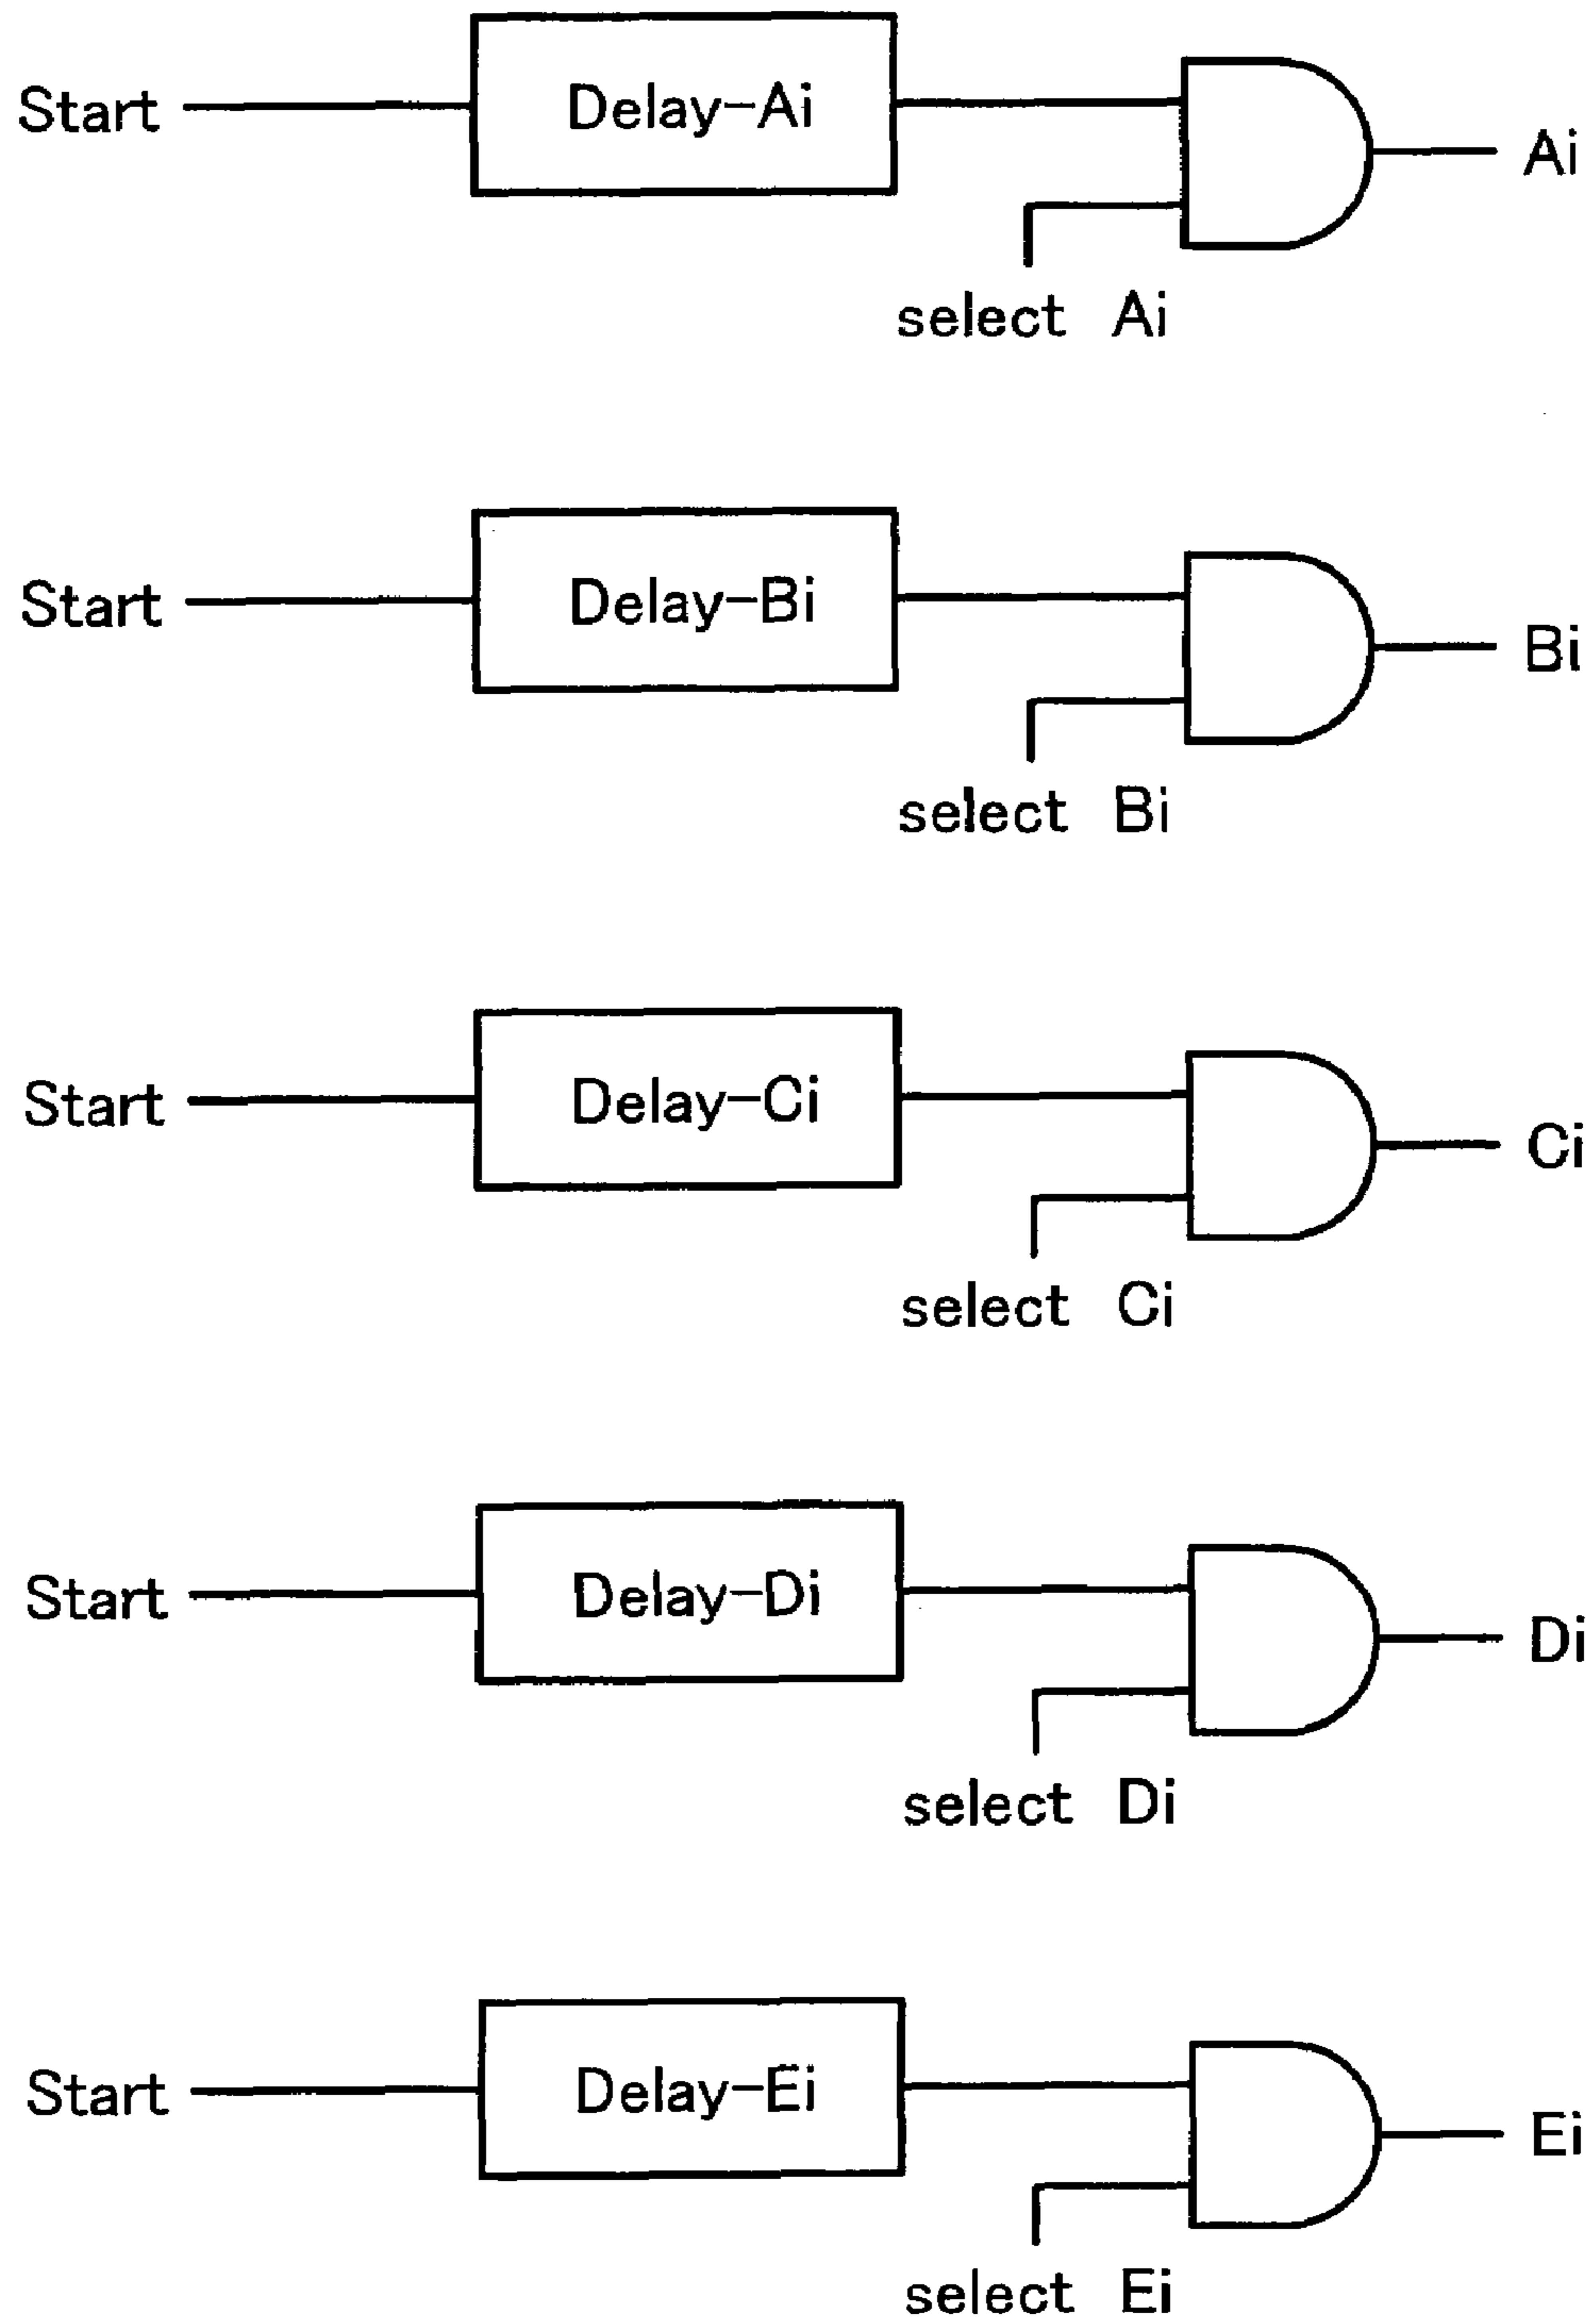 Start Delay-Ai Ai
select Ai
Start Delay-Bi Bi
select Bi
Start Delay-Ci Ci
select Ci
Start Delay-Di Di
select Di
Start Delay-Ei Ei
select Ei